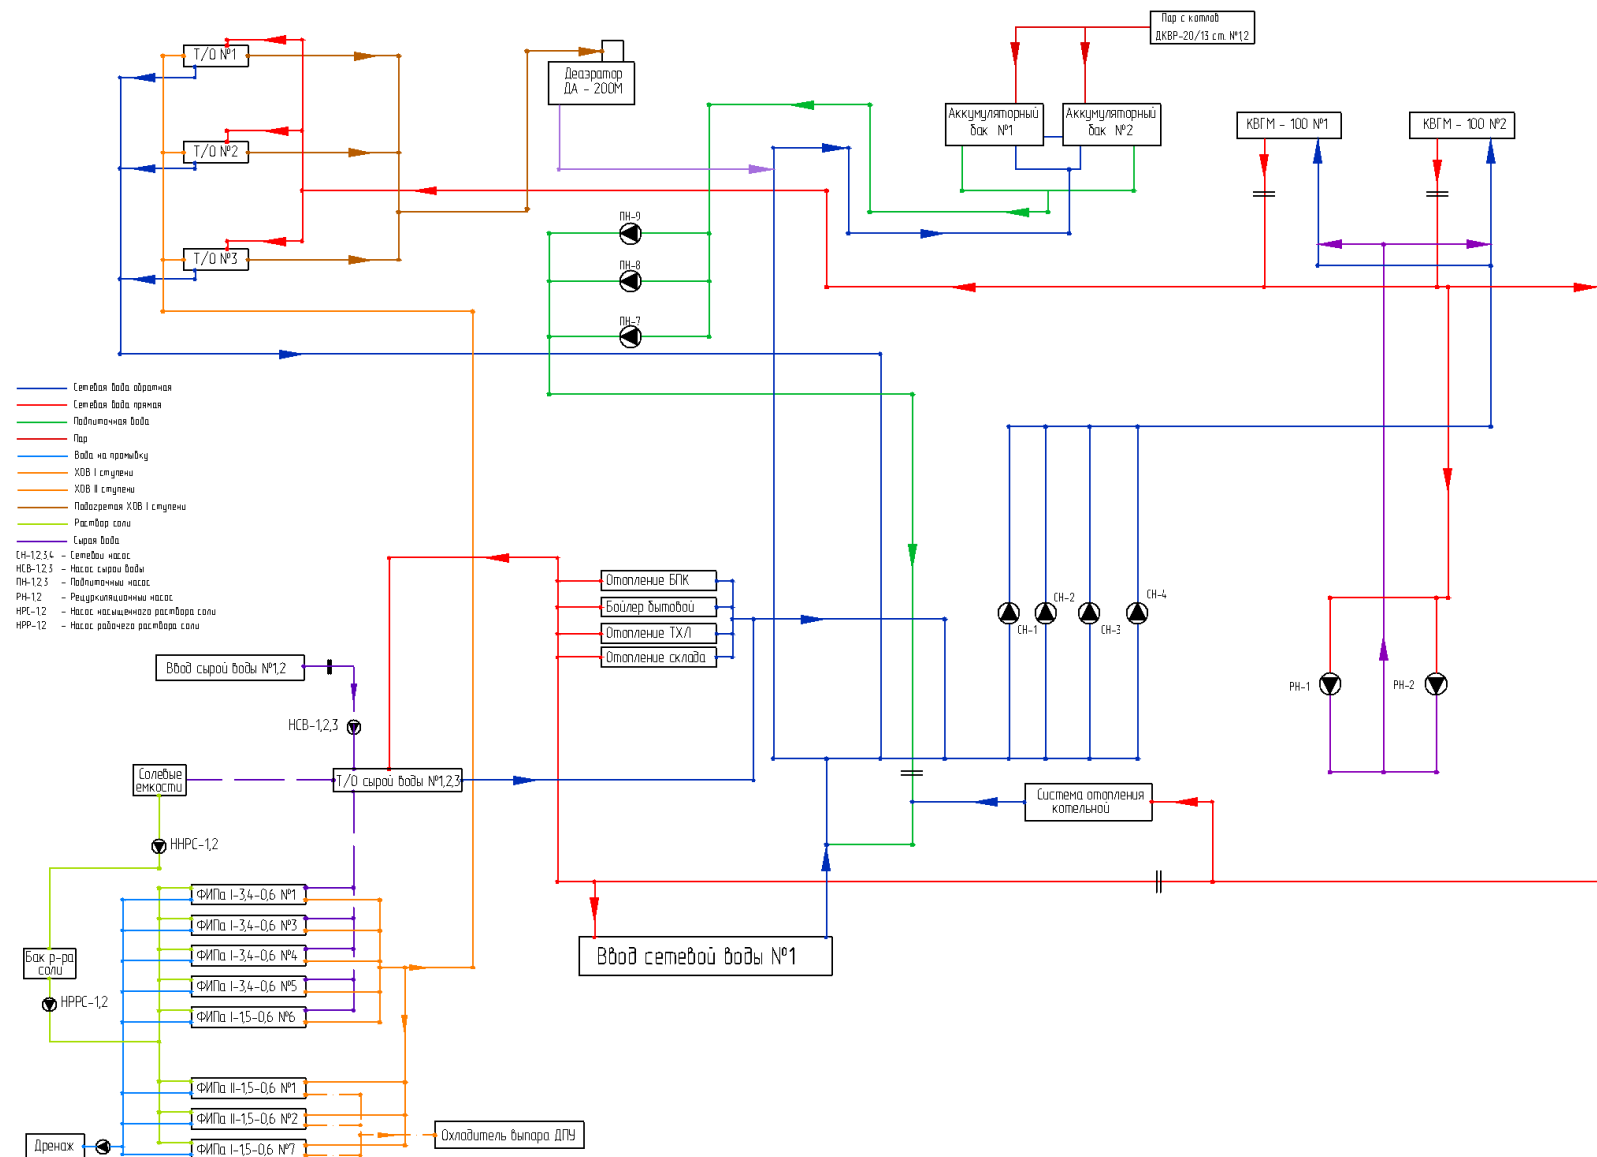 Пар с котлов
ДКВР-20/13 ст. №1,2
Т/О №1
Т/О №2
Т/О №3
Деаэратор
ДА - 200М
Аккумуляторный
бак №1
Аккумуляторный
бак №2
КВГМ - 100 №1
КВГМ - 100 №2
ПН-9
ПН-8
ПН-7
Сетевая вода обратная
Сетевая вода прямая
Подпиточная вода
Пар
Вода на промывку
ХОВ I ступени
ХОВ II ступени
Подогретая ХОВ I ступени
Раствор соли
Сырая вода
СН-1,2,3,4 - Сетевой насос
НСВ-1,2,3 - Насос сырой воды
ПН-1,2,3 - Подпиточный насос
РН-1,2 - Рециркиляционный насос
НРС-1,2 - Насос насыщенного раствора соли
НРР-1,2 - Насос рабочего раствора соли
Отопление БПК
Бойлер бытовой
Отопление ТХЛ
Отопление склада
СН-1
СН-2
СН-3
СН-4
РН-1
РН-2
Ввод сырой воды №1,2
НСВ-1,2,3
Солевые
емкости
Т/О сырой воды №1,2,3
Система отопления
котельной
ННРС-1,2
ФИПа I-3,4-0,6 №1
ФИПа I-3,4-0,6 №3
ФИПа I-3,4-0,6 №4
ФИПа I-3,4-0,6 №5
ФИПа I-1,5-0,6 №6
Бак р-ра
соли
НРРС-1,2
Ввод сетевой воды №1
ФИПа II-1,5-0,6 №1
ФИПа II-1,5-0,6 №2
ФИПа I-1,5-0,6 №7
Охладитель выпара ДПУ
Дренаж